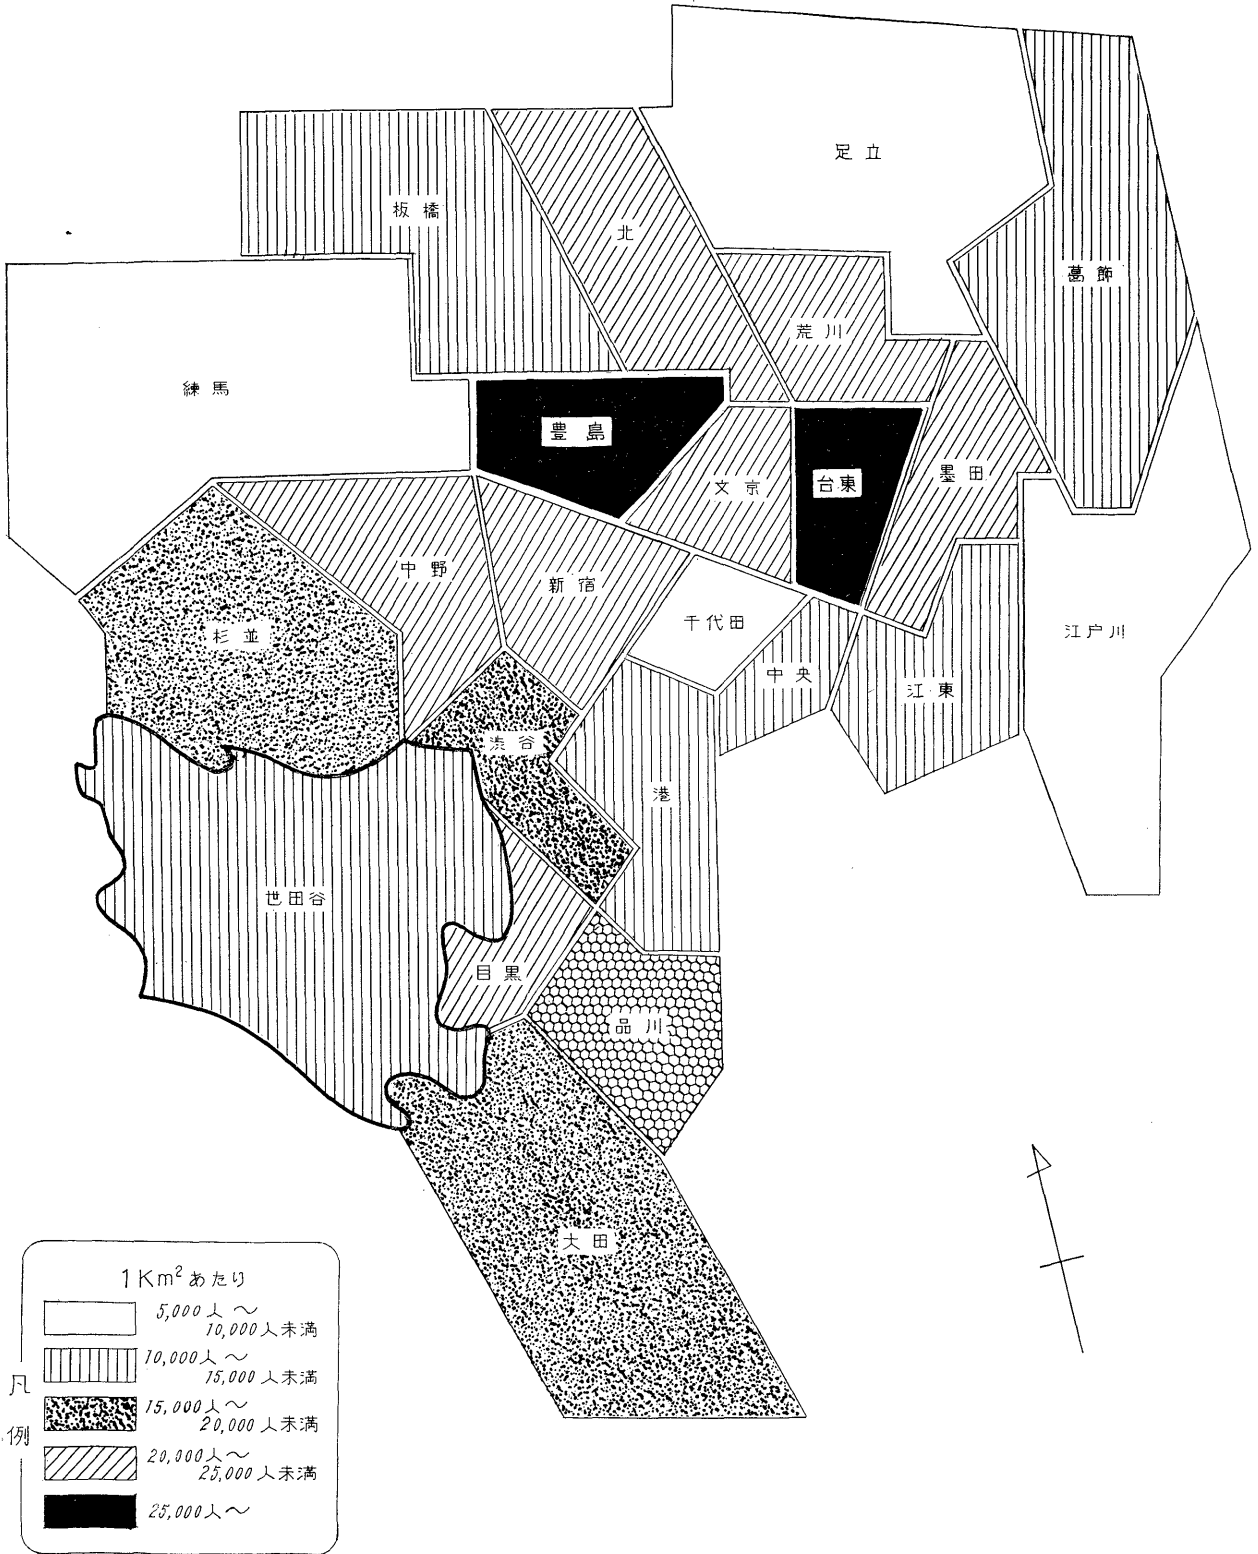 足立
板橋
北
葛飾
荒川
練馬
豊島
文京
台東
墨田
中野
新宿
千代田
江戸川
杉並
中央
江東
渋谷
港
世田谷
目黒
品川
大田
凡例
1Km²あたり
5,000人～
10,000人未満
10,000人～
15,000人未満
15,000人～
20,000人未満
20,000人～
25,000人未満
25,000人～